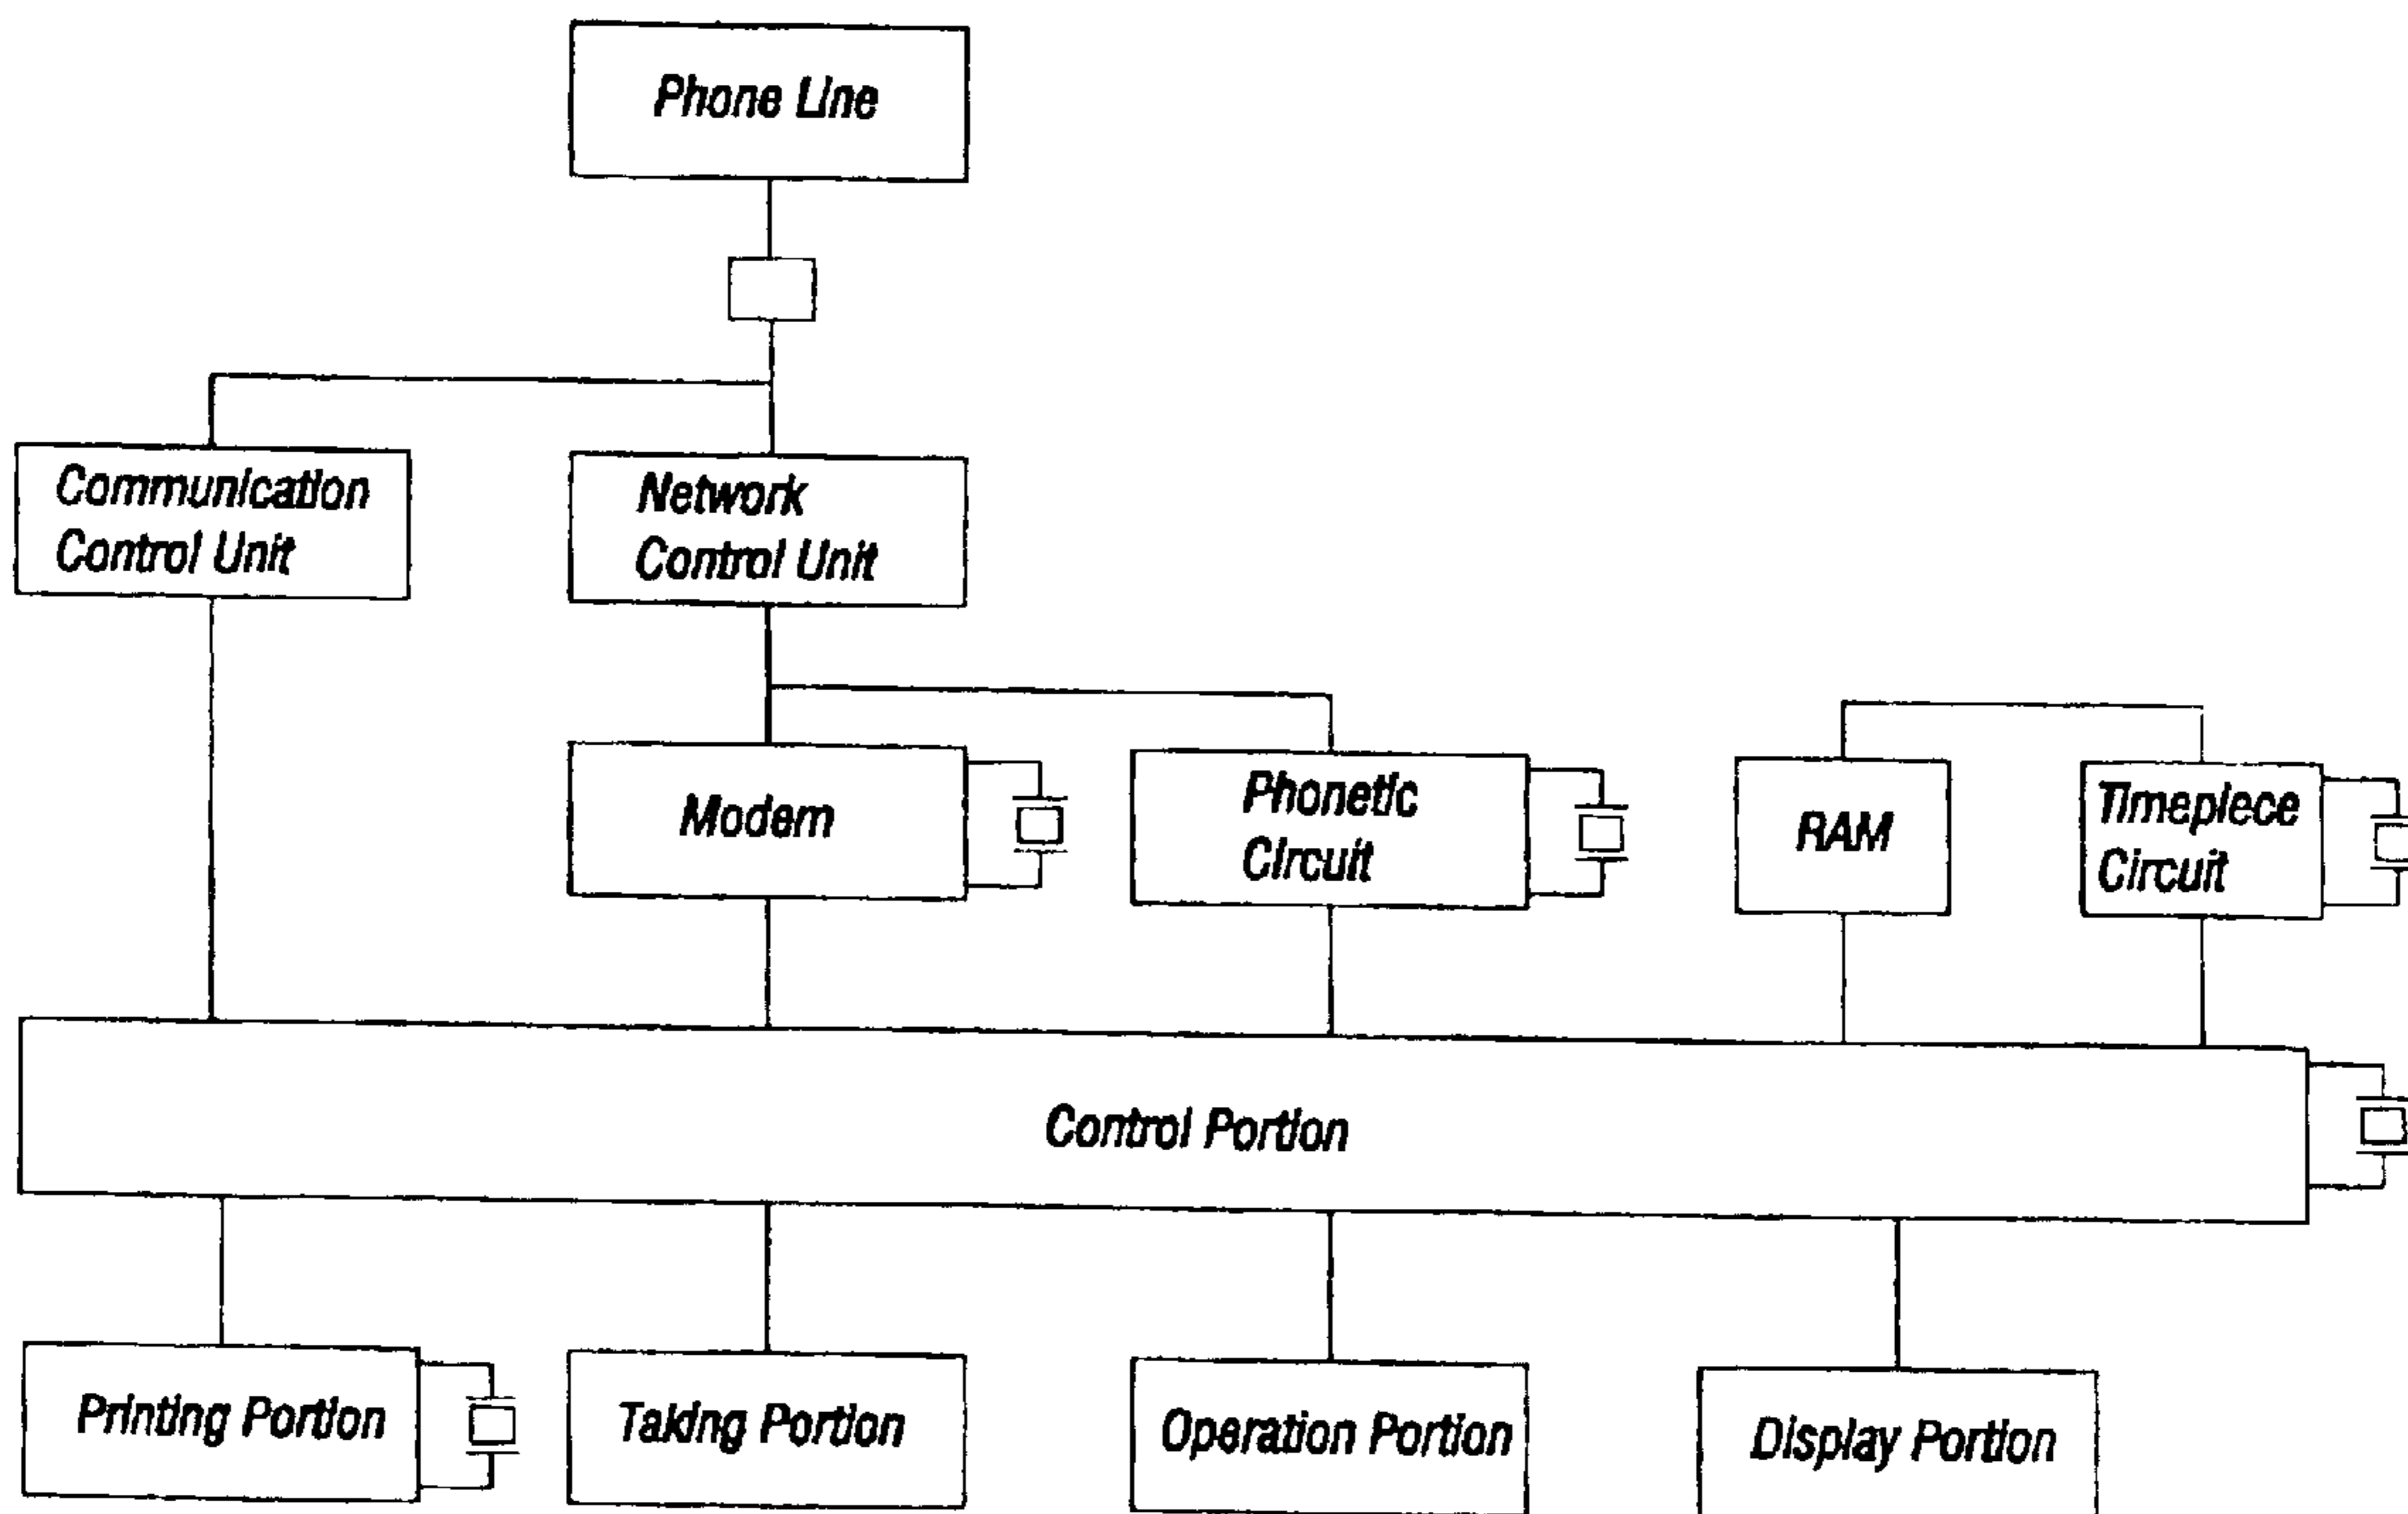 Phone Line
Communication
Control Unit
Network
Control Unit
Modem
Phonetic
Circuit
RAM
Timepiece
Circuit
Control Portion
Printing Portion
Taking Portion
Operation Portion
Display Portion